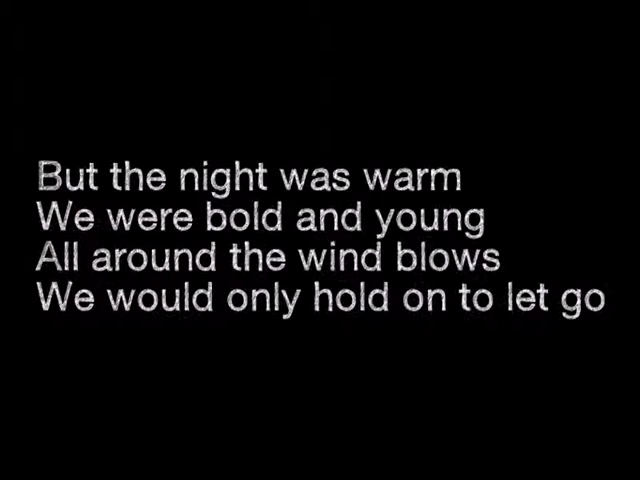 But the night was warm
We were bold and young
All around the wind blows
We would only hold on to let go